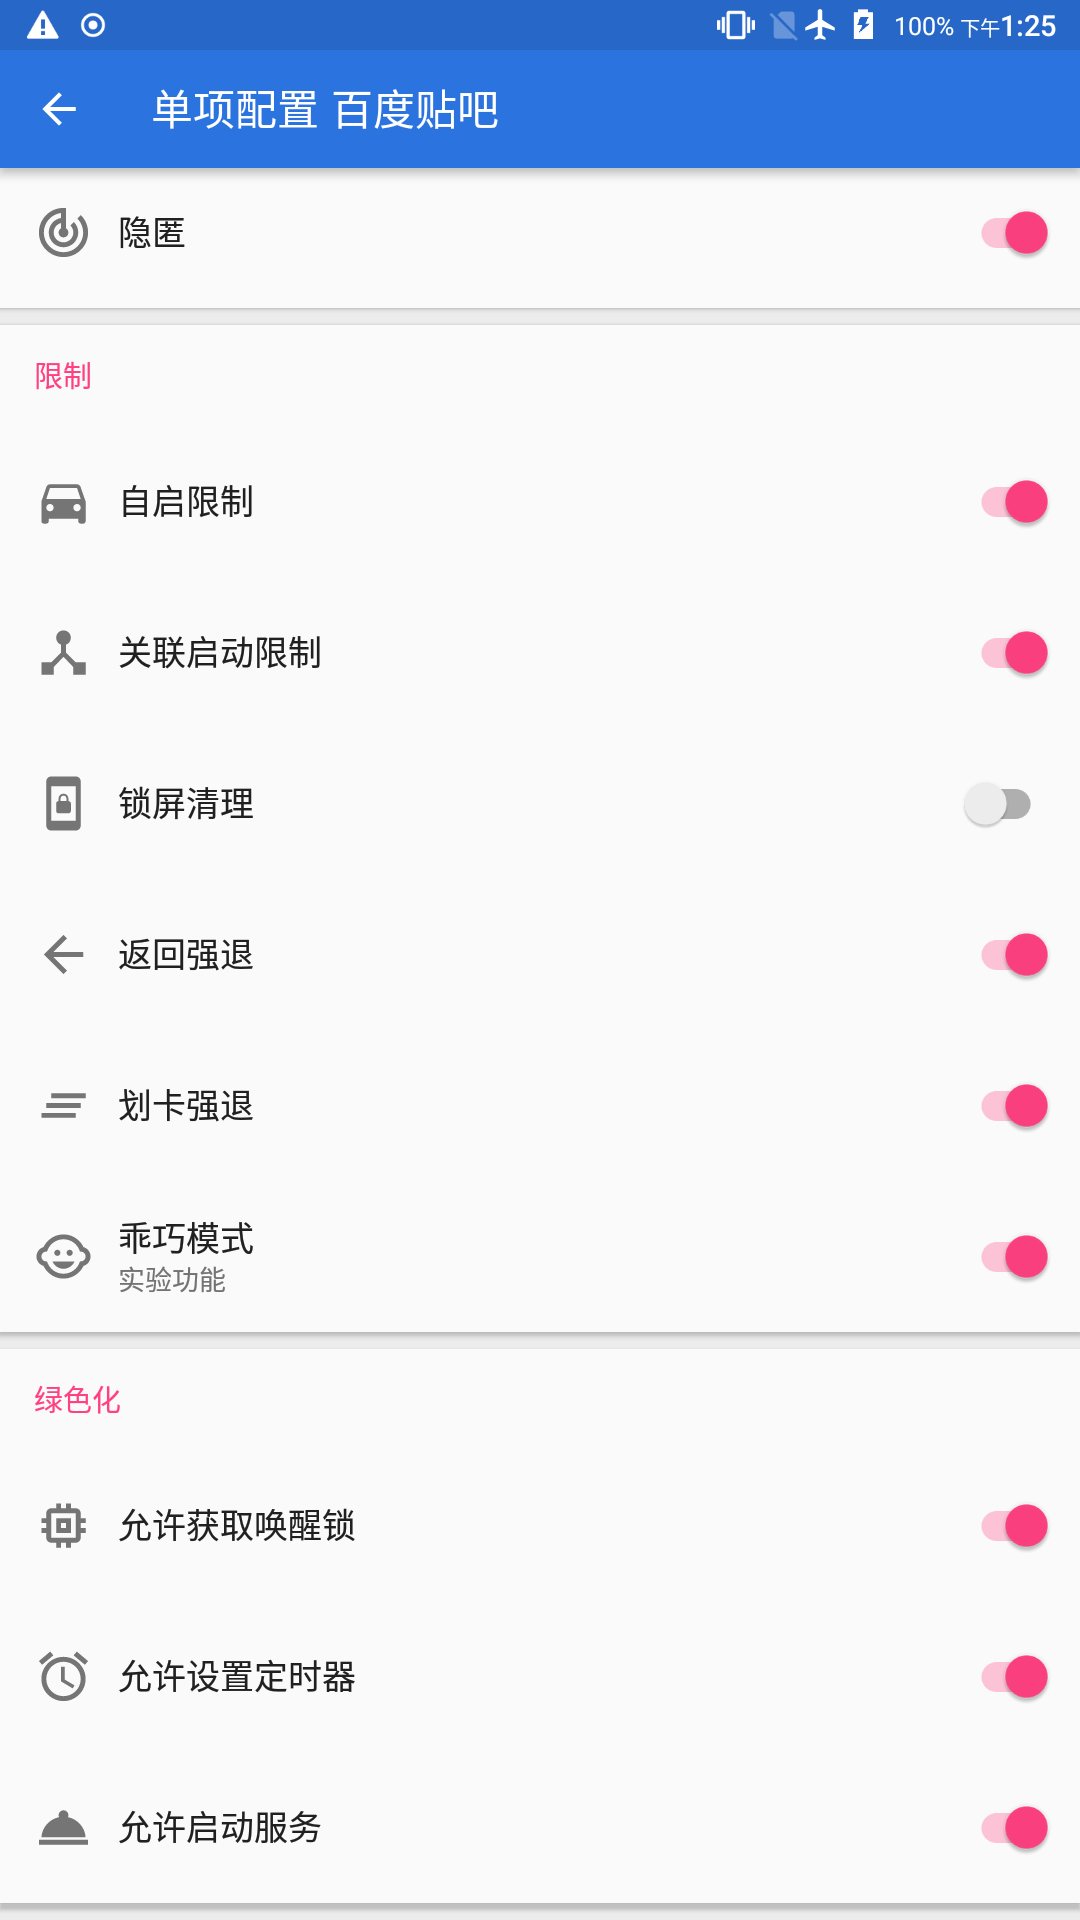 100% 下午1:25
单项配置 百度贴吧
隐匿
限制
自启限制
关联启动限制
锁屏清理
返回强退
划卡强退
乖巧模式
实验功能
绿色化
允许获取唤醒锁
允许设置定时器
允许启动服务